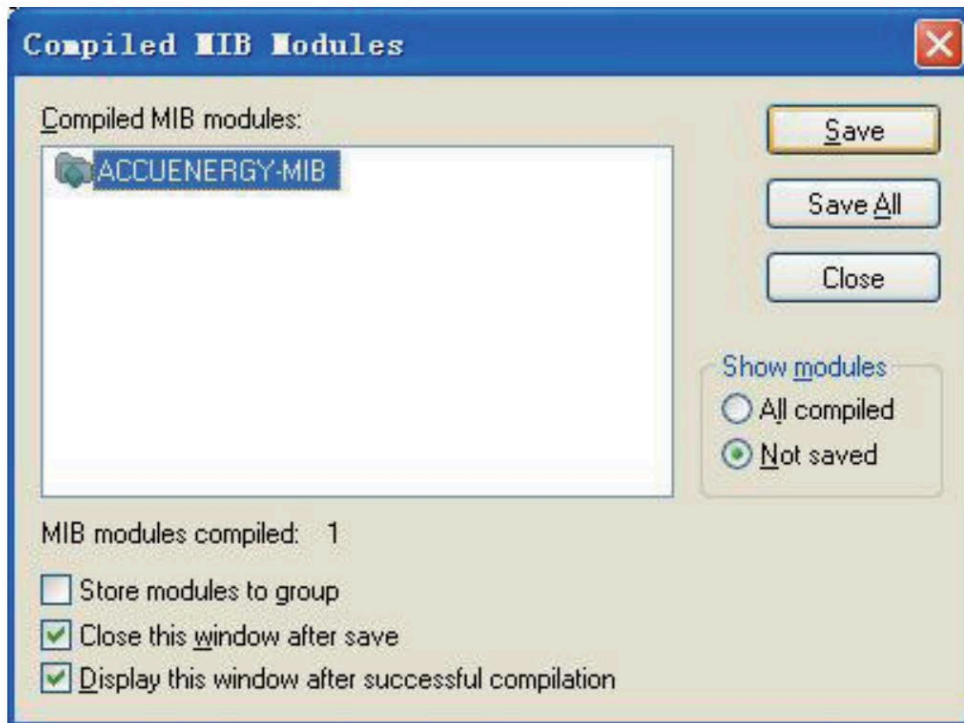 Compiled MIB Modules
Compiled MIB modules:
ACCUENERGY-MIB
Save
Save All
Close
Show modules
All compiled
Not saved
MIB modules compiled: 1
Store modules to group
Close this window after save
Display this window after successful compilation